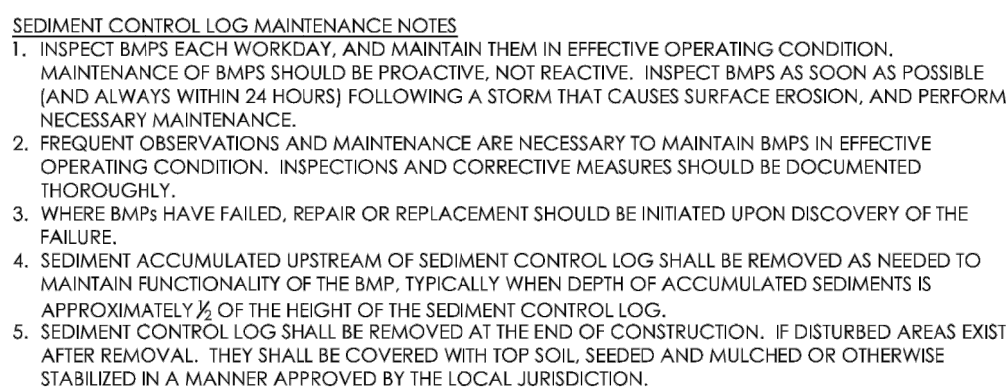 SEDIMENT CONTROL LOG MAINTENANCE NOTES
1. INSPECT BMPS EACH WORKDAY, AND MAINTAIN THEM IN EFFECTIVE OPERATING CONDITION.
MAINTENANCE OF BMPS SHOULD BE PROACTIVE, NOT REACTIVE. INSPECT BMPS AS SOON AS POSSIBLE
(AND ALWAYS WITHIN 24 HOURS) FOLLOWING A STORM THAT CAUSES SURFACE EROSION, AND PERFORM
NECESSARY MAINTENANCE.
2. FREQUENT OBSERVATIONS AND MAINTENANCE ARE NECESSARY TO MAINTAIN BMPS IN EFFECTIVE
OPERATING CONDITION. INSPECTIONS AND CORRECTIVE MEASURES SHOULD BE DOCUMENTED
THOROUGHLY.
3. WHERE BMPs HAVE FAILED, REPAIR OR REPLACEMENT SHOULD BE INITIATED UPON DISCOVERY OF THE
FAILURE.
4. SEDIMENT ACCUMULATED UPSTREAM OF SEDIMENT CONTROL LOG SHALL BE REMOVED AS NEEDED TO
MAINTAIN FUNCTIONALITY OF THE BMP, TYPICALLY WHEN DEPTH OF ACCUMULATED SEDIMENTS IS
APPROXIMATELY ½ OF THE HEIGHT OF THE SEDIMENT CONTROL LOG.
5. SEDIMENT CONTROL LOG SHALL BE REMOVED AT THE END OF CONSTRUCTION. IF DISTURBED AREAS EXIST
AFTER REMOVAL. THEY SHALL BE COVERED WITH TOP SOIL, SEEDED AND MULCHED OR OTHERWISE
STABILIZED IN A MANNER APPROVED BY THE LOCAL JURISDICTION.